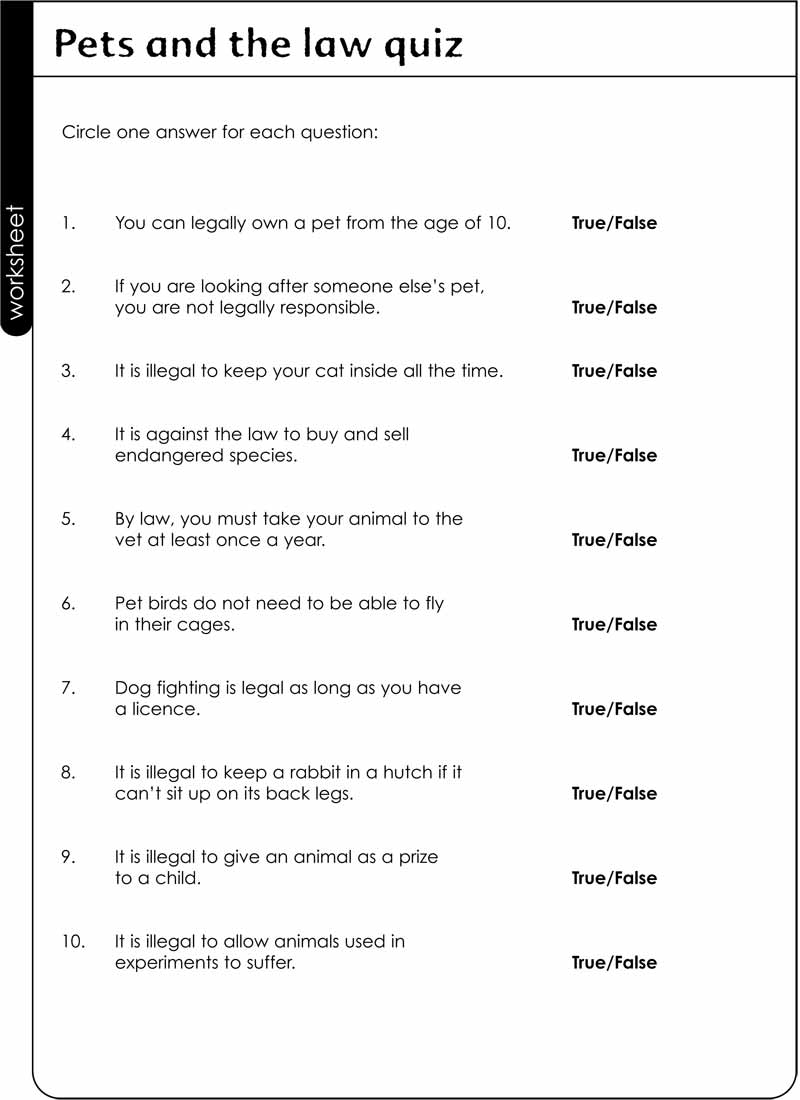 Pets and the law quiz
worksheet
Circle one answer for each question:
1. You can legally own a pet from the age of 10. True/False
2. If you are looking after someone else’s pet,
you are not legally responsible. True/False
3. It is illegal to keep your cat inside all the time. True/False
4. It is against the law to buy and sell
endangered species. True/False
5. By law, you must take your animal to the
vet at least once a year. True/False
6. Pet birds do not need to be able to fly
in their cages. True/False
7. Dog fighting is legal as long as you have
a licence. True/False
8. It is illegal to keep a rabbit in a hutch if it
can’t sit up on its back legs. True/False
9. It is illegal to give an animal as a prize
to a child. True/False
10. It is illegal to allow animals used in
experiments to suffer. True/False